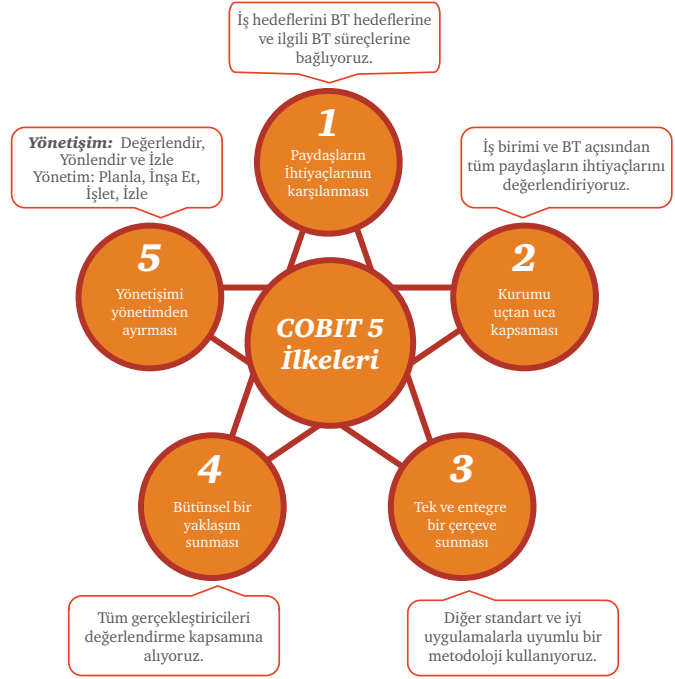 İş hedeflerini BT hedeflerine
ve ilgili BT süreçlerine
bağlıyoruz.
1
Paydaşların
İhtiyaçlarının
karşılanması
Yönetişim: Değerlendir,
Yönlendir ve İzle
Yönetim: Planla, İnşa Et,
İşlet, İzle
İş birimi ve BT açısından
tüm paydaşların ihtiyaçlarını
değerlendiriyoruz.
5
Yönetişimi
yönetimden
ayırması
2
Kurumu
uçtan uca
kapsaması
COBIT 5
İlkeleri
4
Bütünsel bir
yaklaşım
sunması
3
Tek ve entegre
bir çerçeve
sunması
Tüm gerçekleştiricileri
değerlendirme kapsamına
alıyoruz.
Diğer standart ve iyi
uygulamalarla uyumlu bir
metodoloji kullanıyoruz.